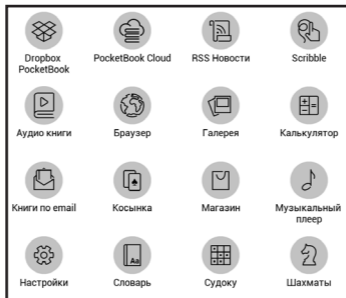 Dropbox PocketBook Cloud RSS Новости Scribble
PocketBook
Аудио книги Браузер Галерея Калькулятор
Книги по email Косынка Магазин Музыкальный
плеер
Настройки Словарь Судоку Шахматы
Aa